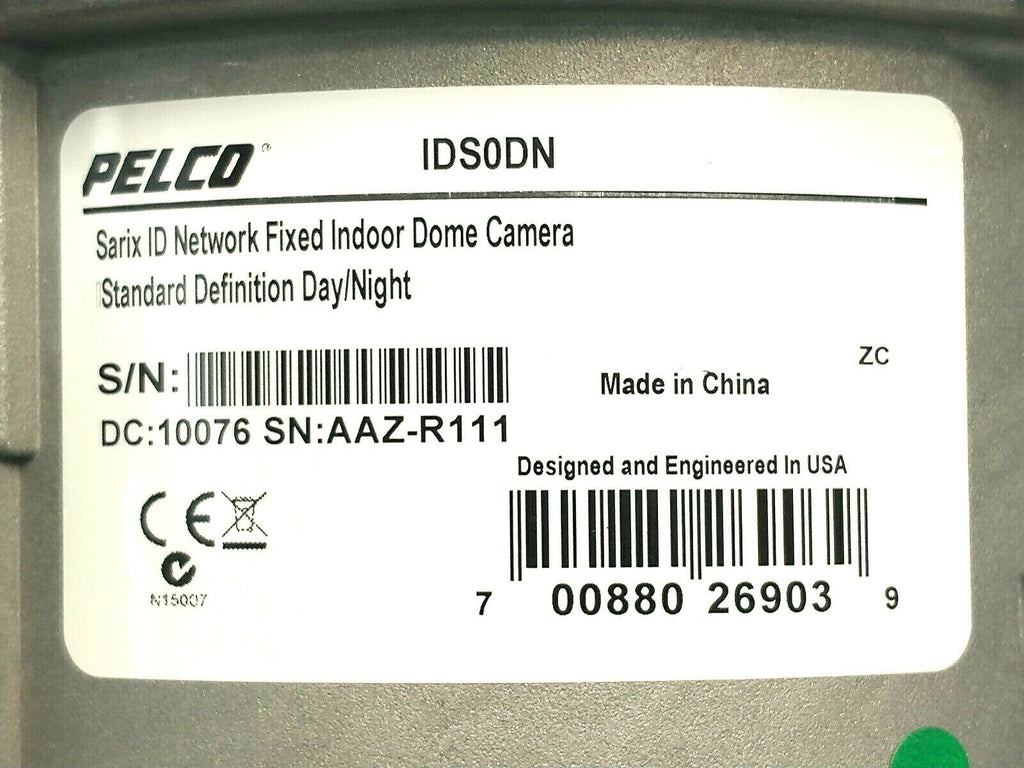 PELCO® IDS0DN
Sarix ID Network Fixed Indoor Dome Camera
Standard Definition Day/Night
S/N:
DC:10076 SN:AAZ-R111
ZC
Made in China
Designed and Engineered In USA
CE
N15007
7 00880 26903 9